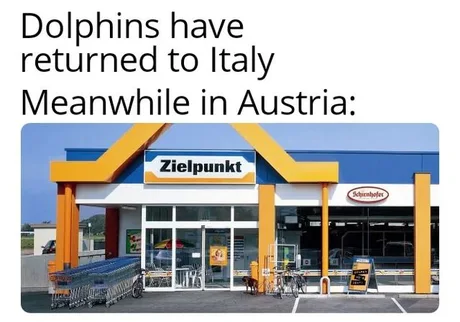 Dolphins have
returned to Italy
Meanwhile in Austria:
Zielpunkt
Schirnhofer